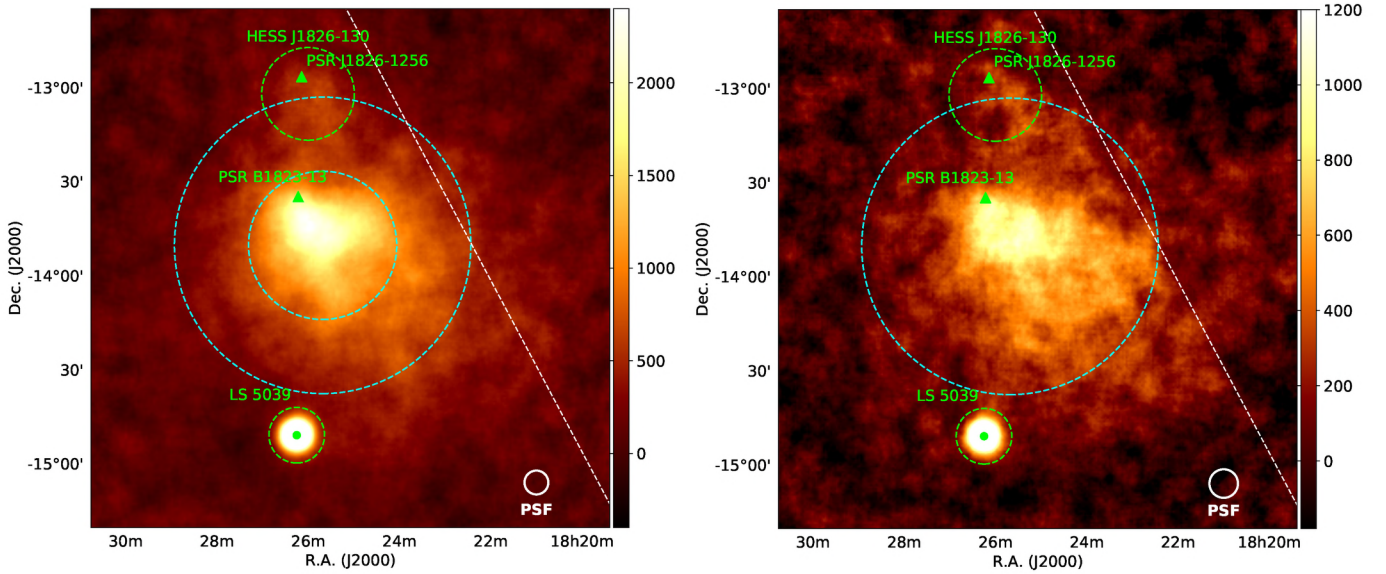 HESS J1826-130
PSR J1826-1256
PSR B1823-13
LS 5039
PSF
-13°00'
30'
-14°00'
30'
-15°00'
Dec. (J2000)
30m 28m 26m 24m 22m 18h20m
R.A. (J2000)
2000
1500
1000
500
0
HESS J1826-130
PSR J1826-1256
PSR B1823-13
LS 5039
PSF
-13°00'
30'
-14°00'
30'
-15°00'
Dec. (J2000)
30m 28m 26m 24m 22m 18h20m
R.A. (J2000)
1200
1000
800
600
400
200
0